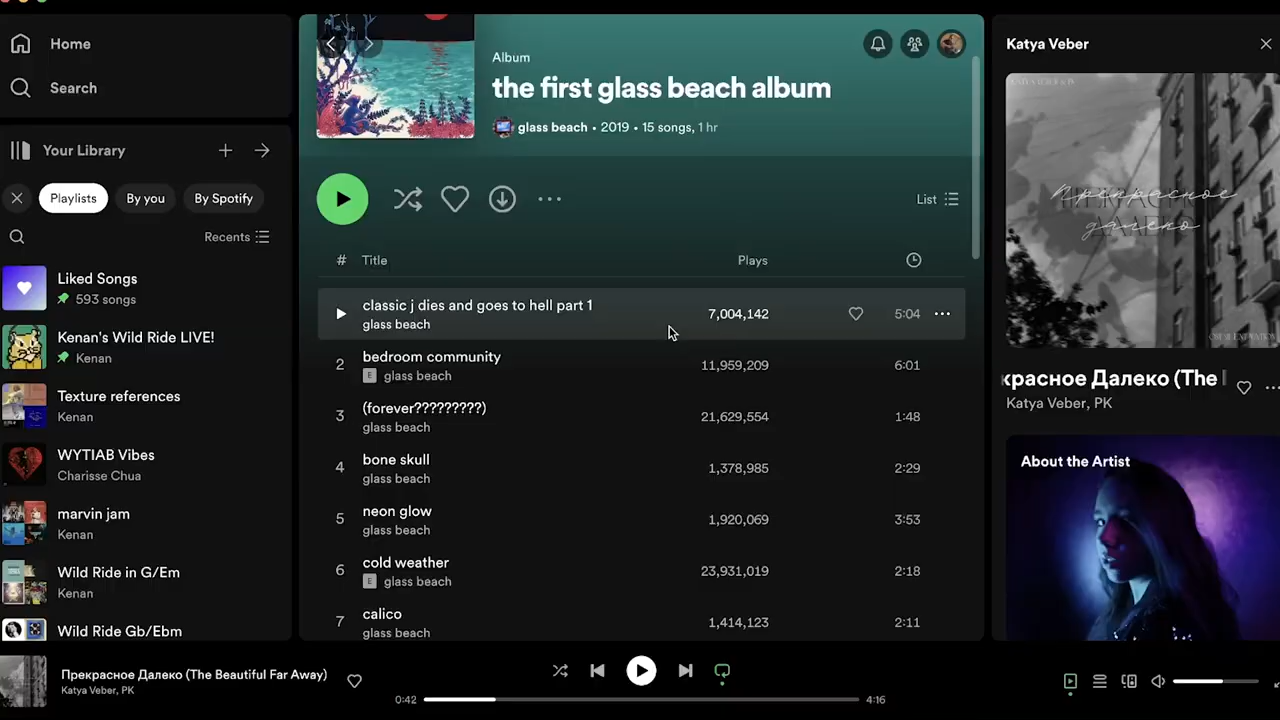 Home
Search
Your Library
Playlists
By you
By Spotify
Recents
Liked Songs
593 songs
Kenan's Wild Ride LIVE!
Kenan
Texture references
Kenan
WYTIAB Vibes
Charisse Chua
marvin jam
Kenan
Wild Ride in G/Em
Kenan
Wild Ride Gb/Ebm
Album
the first glass beach album
glass beach • 2019 • 15 songs, 1 hr
List
# Title Plays
classic j dies and goes to hell part 1 7,004,142 5:04
glass beach
2 bedroom community 11,959,209 6:01
E glass beach
3 (forever?????????) 21,629,554 1:48
glass beach
4 bone skull 1,378,985 2:29
glass beach
5 neon glow 1,920,069 3:53
glass beach
6 cold weather 23,931,019 2:18
E glass beach
7 calico 1,414,123 2:11
glass beach
Katya Veber
Прекрасное
далеко
красное Далеко (The
Katya Veber, PK
About the Artist
Прекрасное Далеко (The Beautiful Far Away)
Katya Veber, PK
0:42
4:16